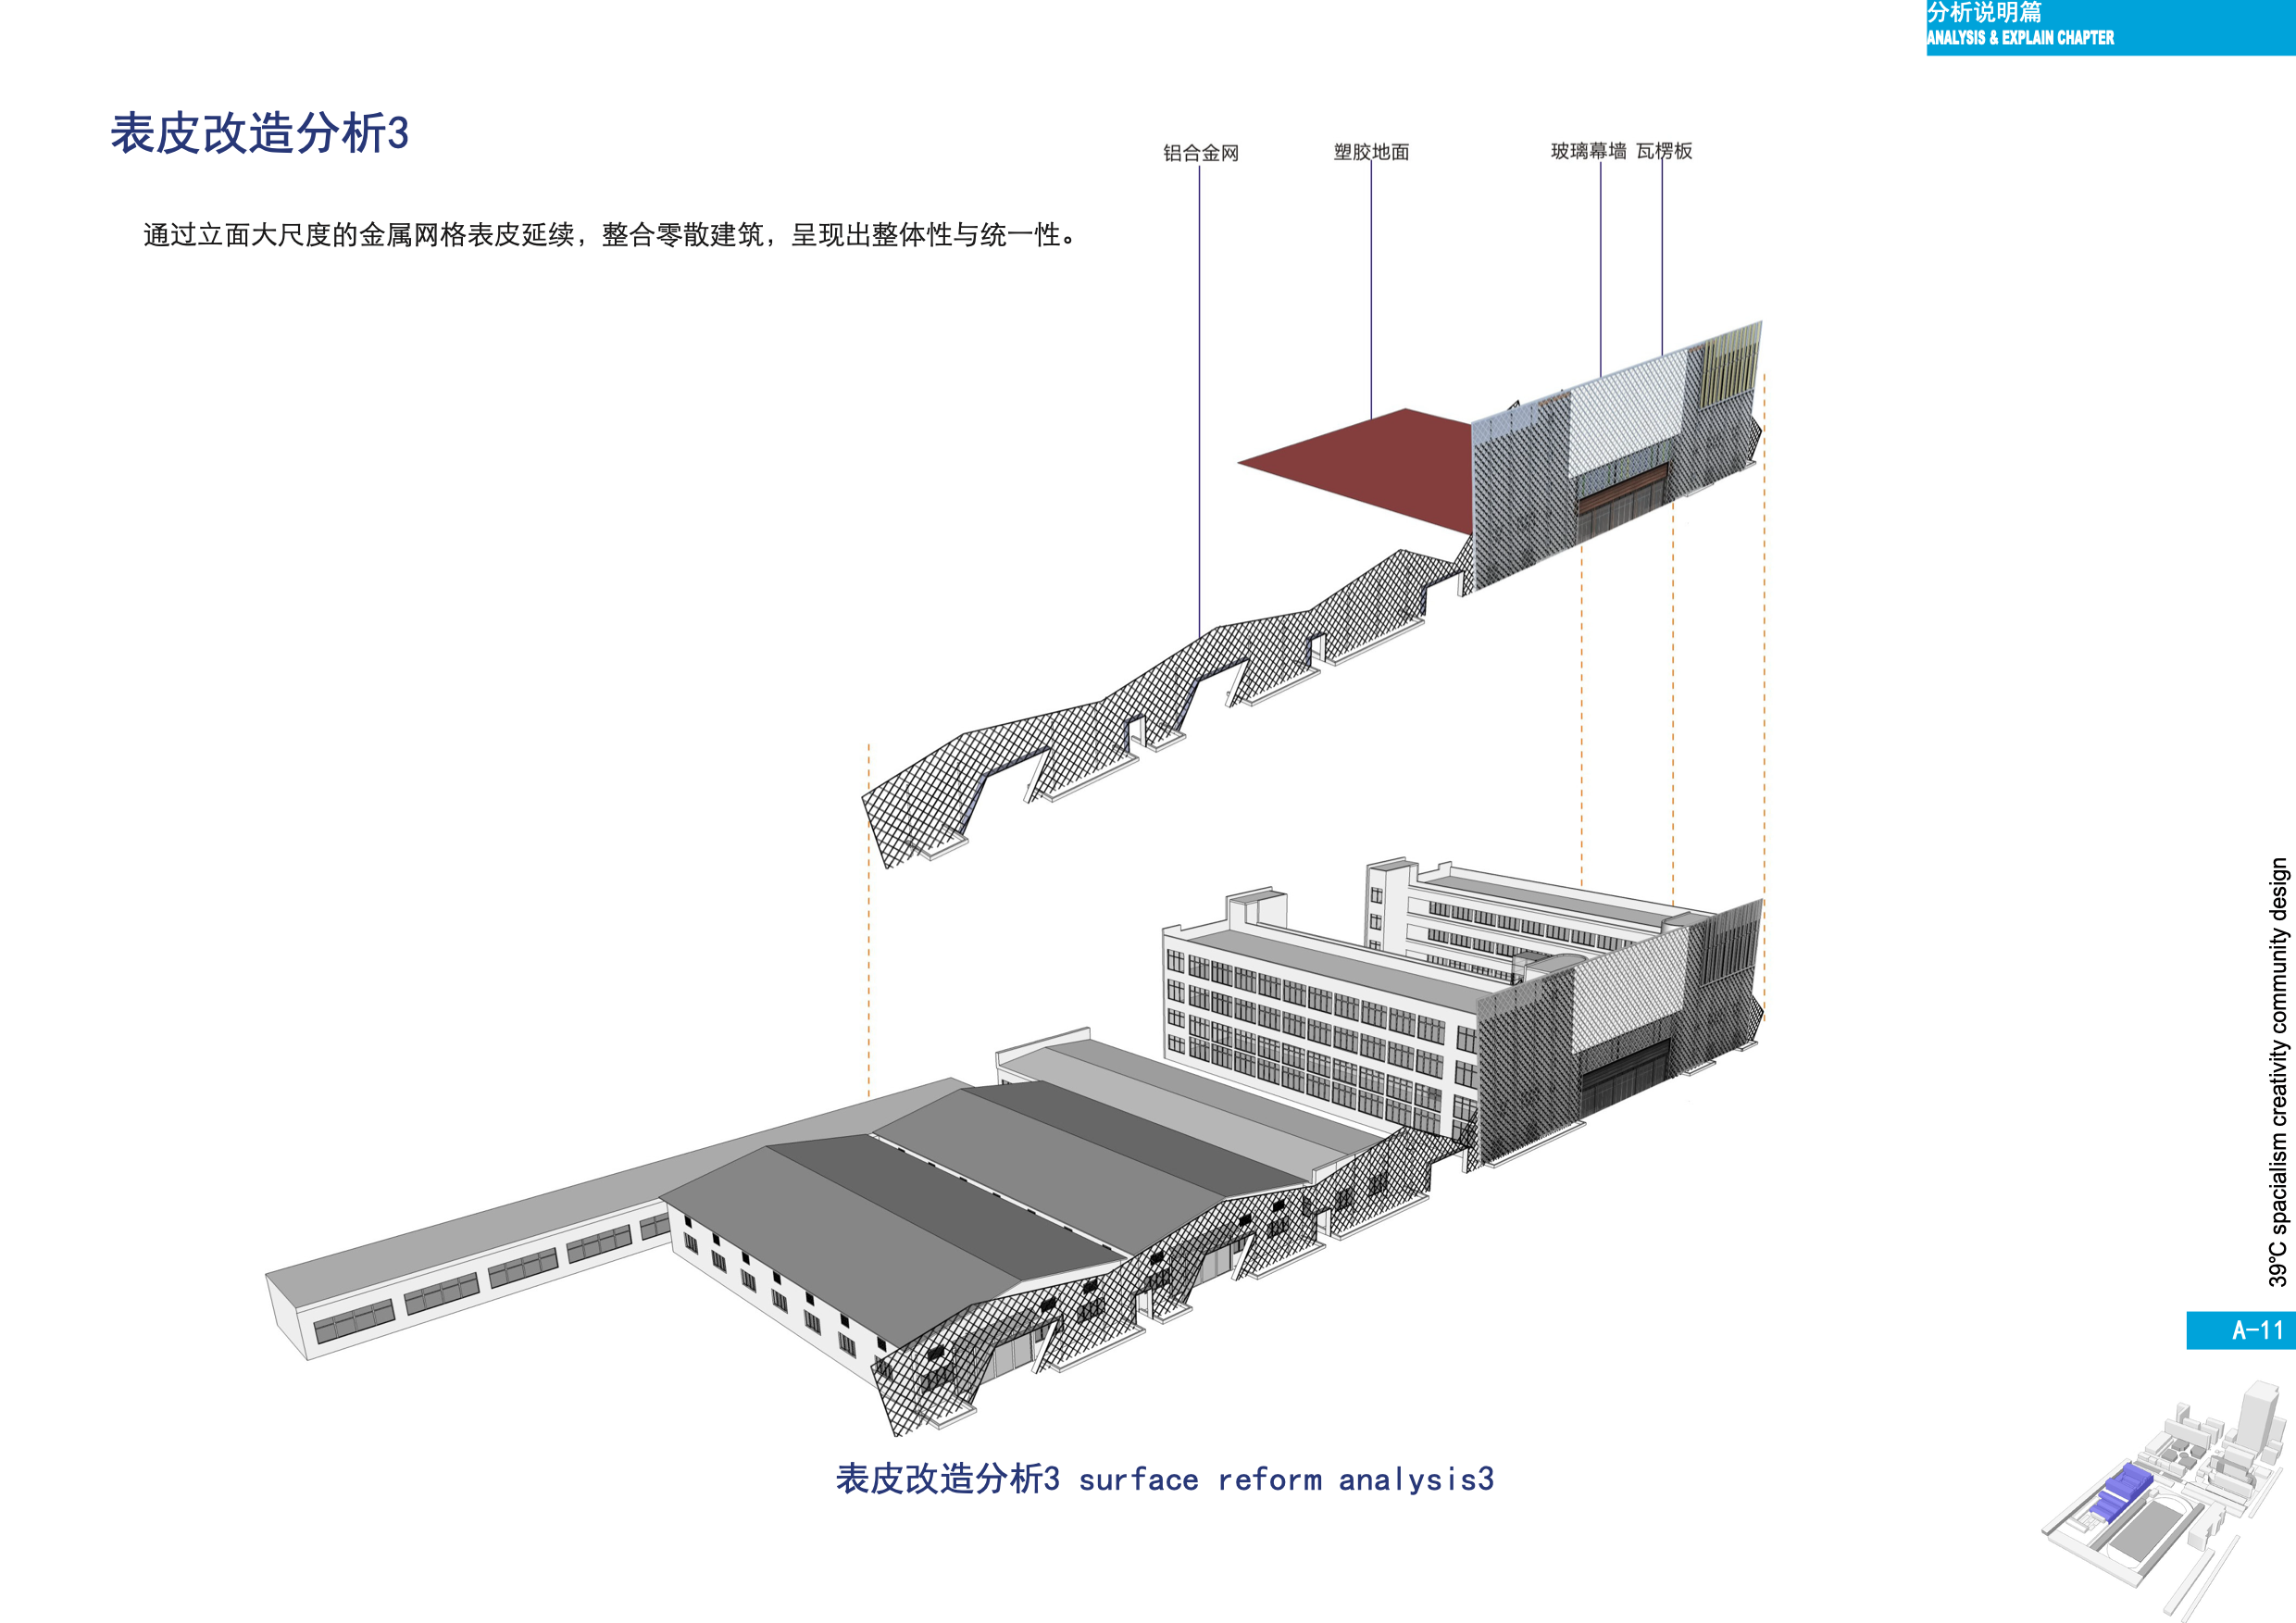 分析说明篇
ANALYSIS & EXPLAIN CHAPTER
表皮改造分析3
铝合金网
塑胶地面
玻璃幕墙
瓦楞板
通过立面大尺度的金属网格表皮延续，整合零散建筑，呈现出整体性与统一性。
39℃ spacialism creativity community design
A-11
表皮改造分析3 surface reform analysis3